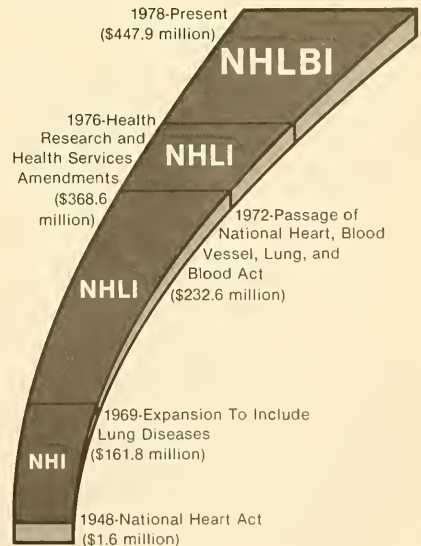 1978-Present
($447.9 million)
NHLBI
1976-Health
Research and
Health Services
Amendments
($368.6
million)
NHLI
1972-Passage of
National Heart, Blood
Vessel, Lung, and
Blood Act
($232.6 million)
NHLI
1969-Expansion To Include
Lung Diseases
($161.8 million)
NHI
1948-National Heart Act
($1.6 million)